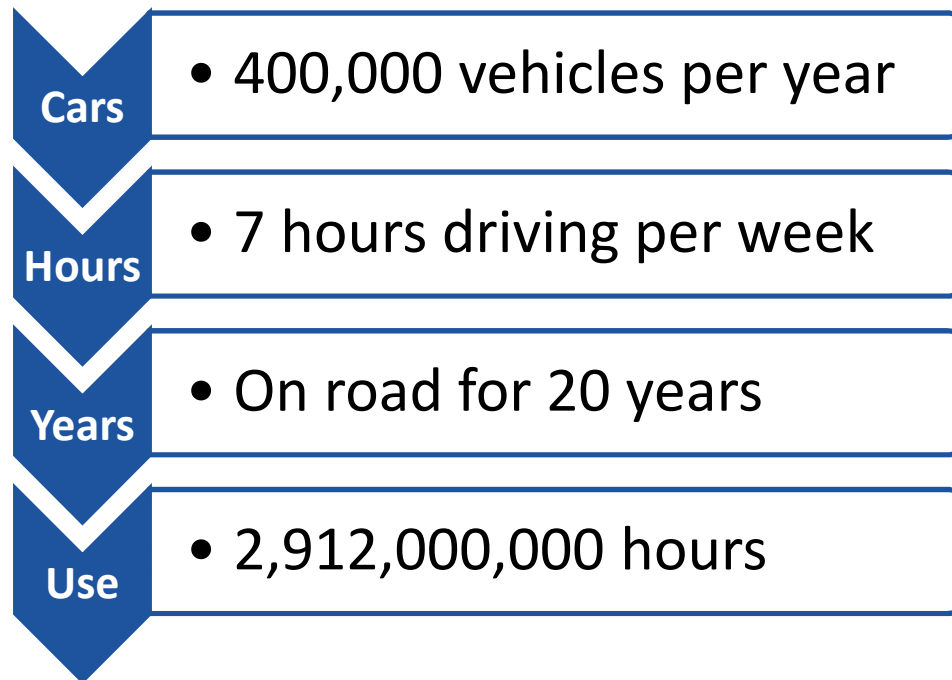 Cars
• 400,000 vehicles per year
Hours
• 7 hours driving per week
Years
• On road for 20 years
Use
• 2,912,000,000 hours